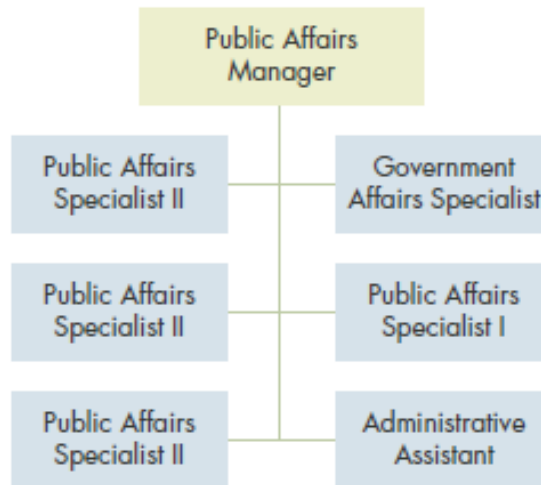 Public Affairs
Manager
Public Affairs
Specialist II
Government
Affairs Specialist
Public Affairs
Specialist II
Public Affairs
Specialist I
Public Affairs
Specialist II
Administrative
Assistant